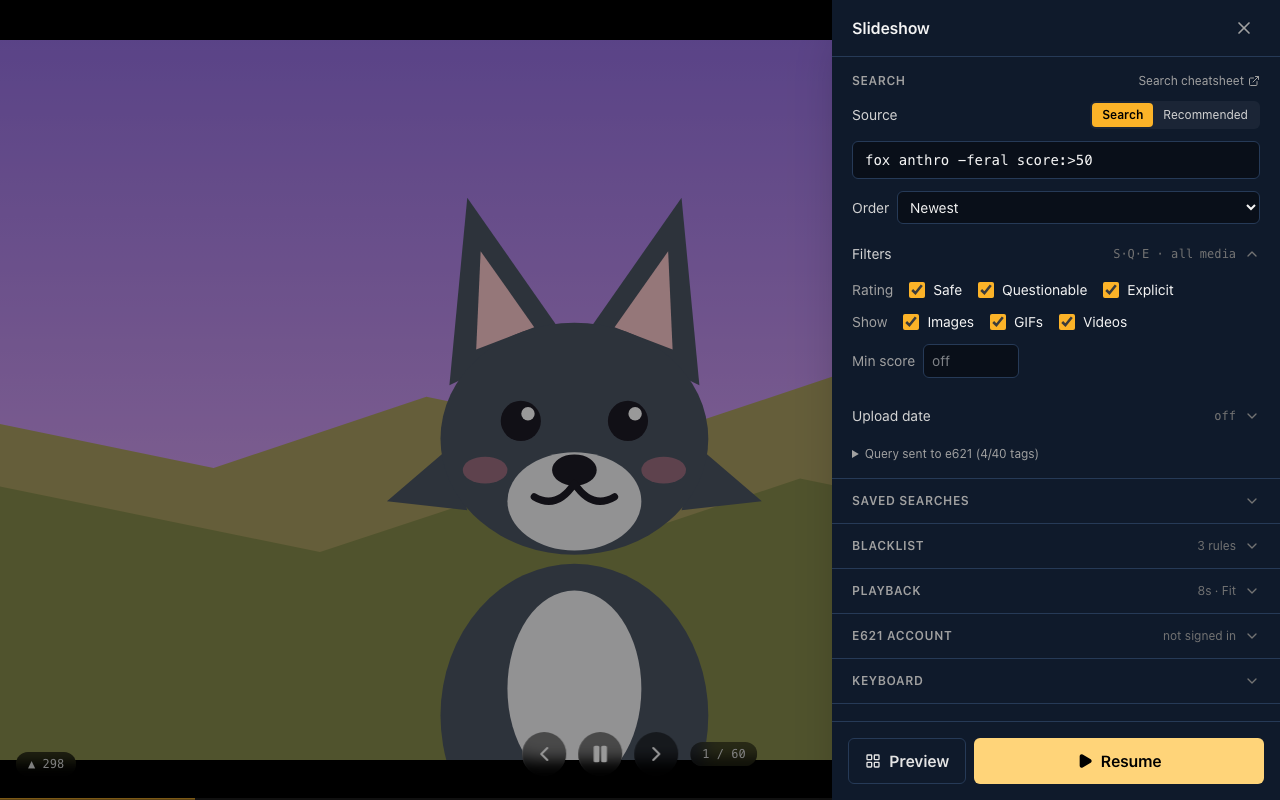 Slideshow
SEARCH
Search cheatsheet
Source
Search
Recommended
fox anthro −feral score:>50
Order
Newest
Filters
S·Q·E · all media
Rating
Safe
Questionable
Explicit
Show
Images
GIFs
Videos
Min score
off
Upload date
off
Query sent to e621 (4/40 tags)
SAVED SEARCHES
BLACKLIST
3 rules
PLAYBACK
8s · Fit
E621 ACCOUNT
not signed in
KEYBOARD
▲ 298
1 / 60
Preview
Resume